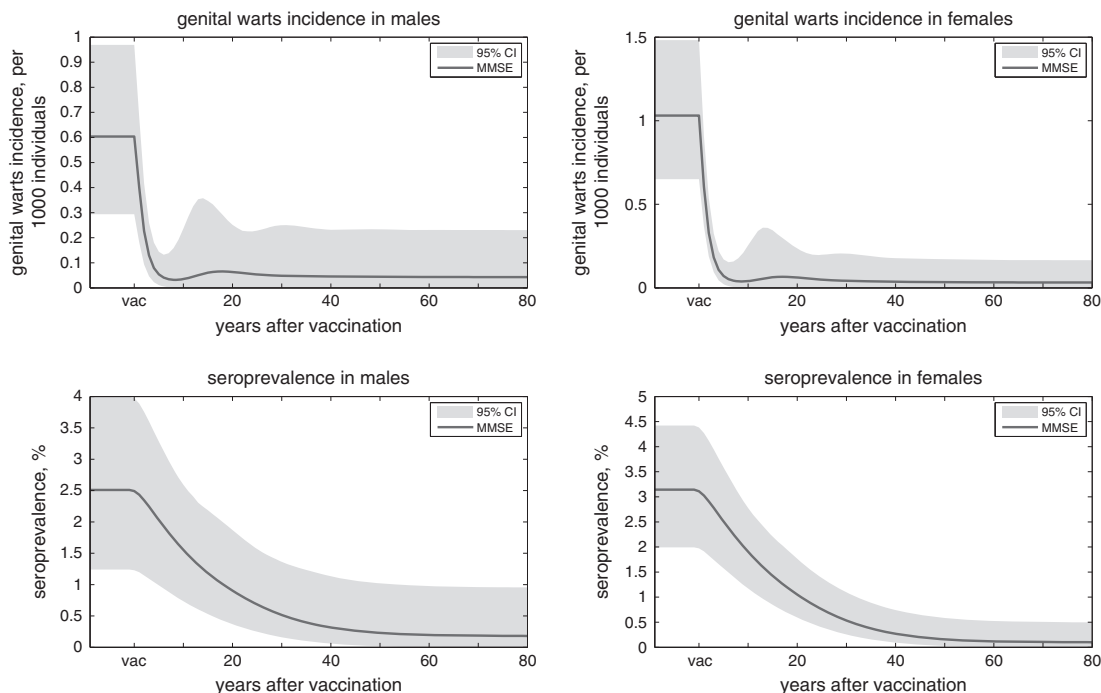 genital warts incidence in males
genital warts incidence, per
1000 individuals
1
0.9
0.8
0.7
0.6
0.5
0.4
0.3
0.2
0.1
0
95% CI
MMSE
vac 20 40 60 80
years after vaccination
genital warts incidence in females
genital warts incidence, per
1000 individuals
1.5
1
0.5
0
95% CI
MMSE
vac 20 40 60 80
years after vaccination
seroprevalence in males
seroprevalence, %
4
3.5
3
2.5
2
1.5
1
0.5
0
95% CI
MMSE
vac 20 40 60 80
years after vaccination
seroprevalence in females
seroprevalence, %
5
4.5
4
3.5
3
2.5
2
1.5
1
0.5
0
95% CI
MMSE
vac 20 40 60 80
years after vaccination